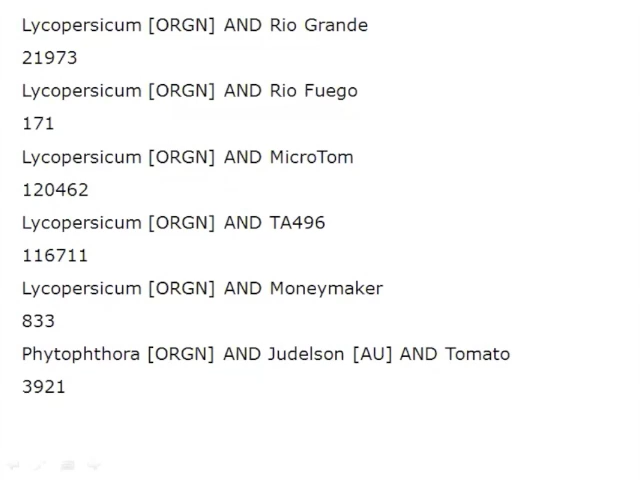 Lycopersicum [ORGN] AND Rio Grande
21973
Lycopersicum [ORGN] AND Rio Fuego
171
Lycopersicum [ORGN] AND MicroTom
120462
Lycopersicum [ORGN] AND TA496
116711
Lycopersicum [ORGN] AND Moneymaker
833
Phytophthora [ORGN] AND Judelson [AU] AND Tomato
3921